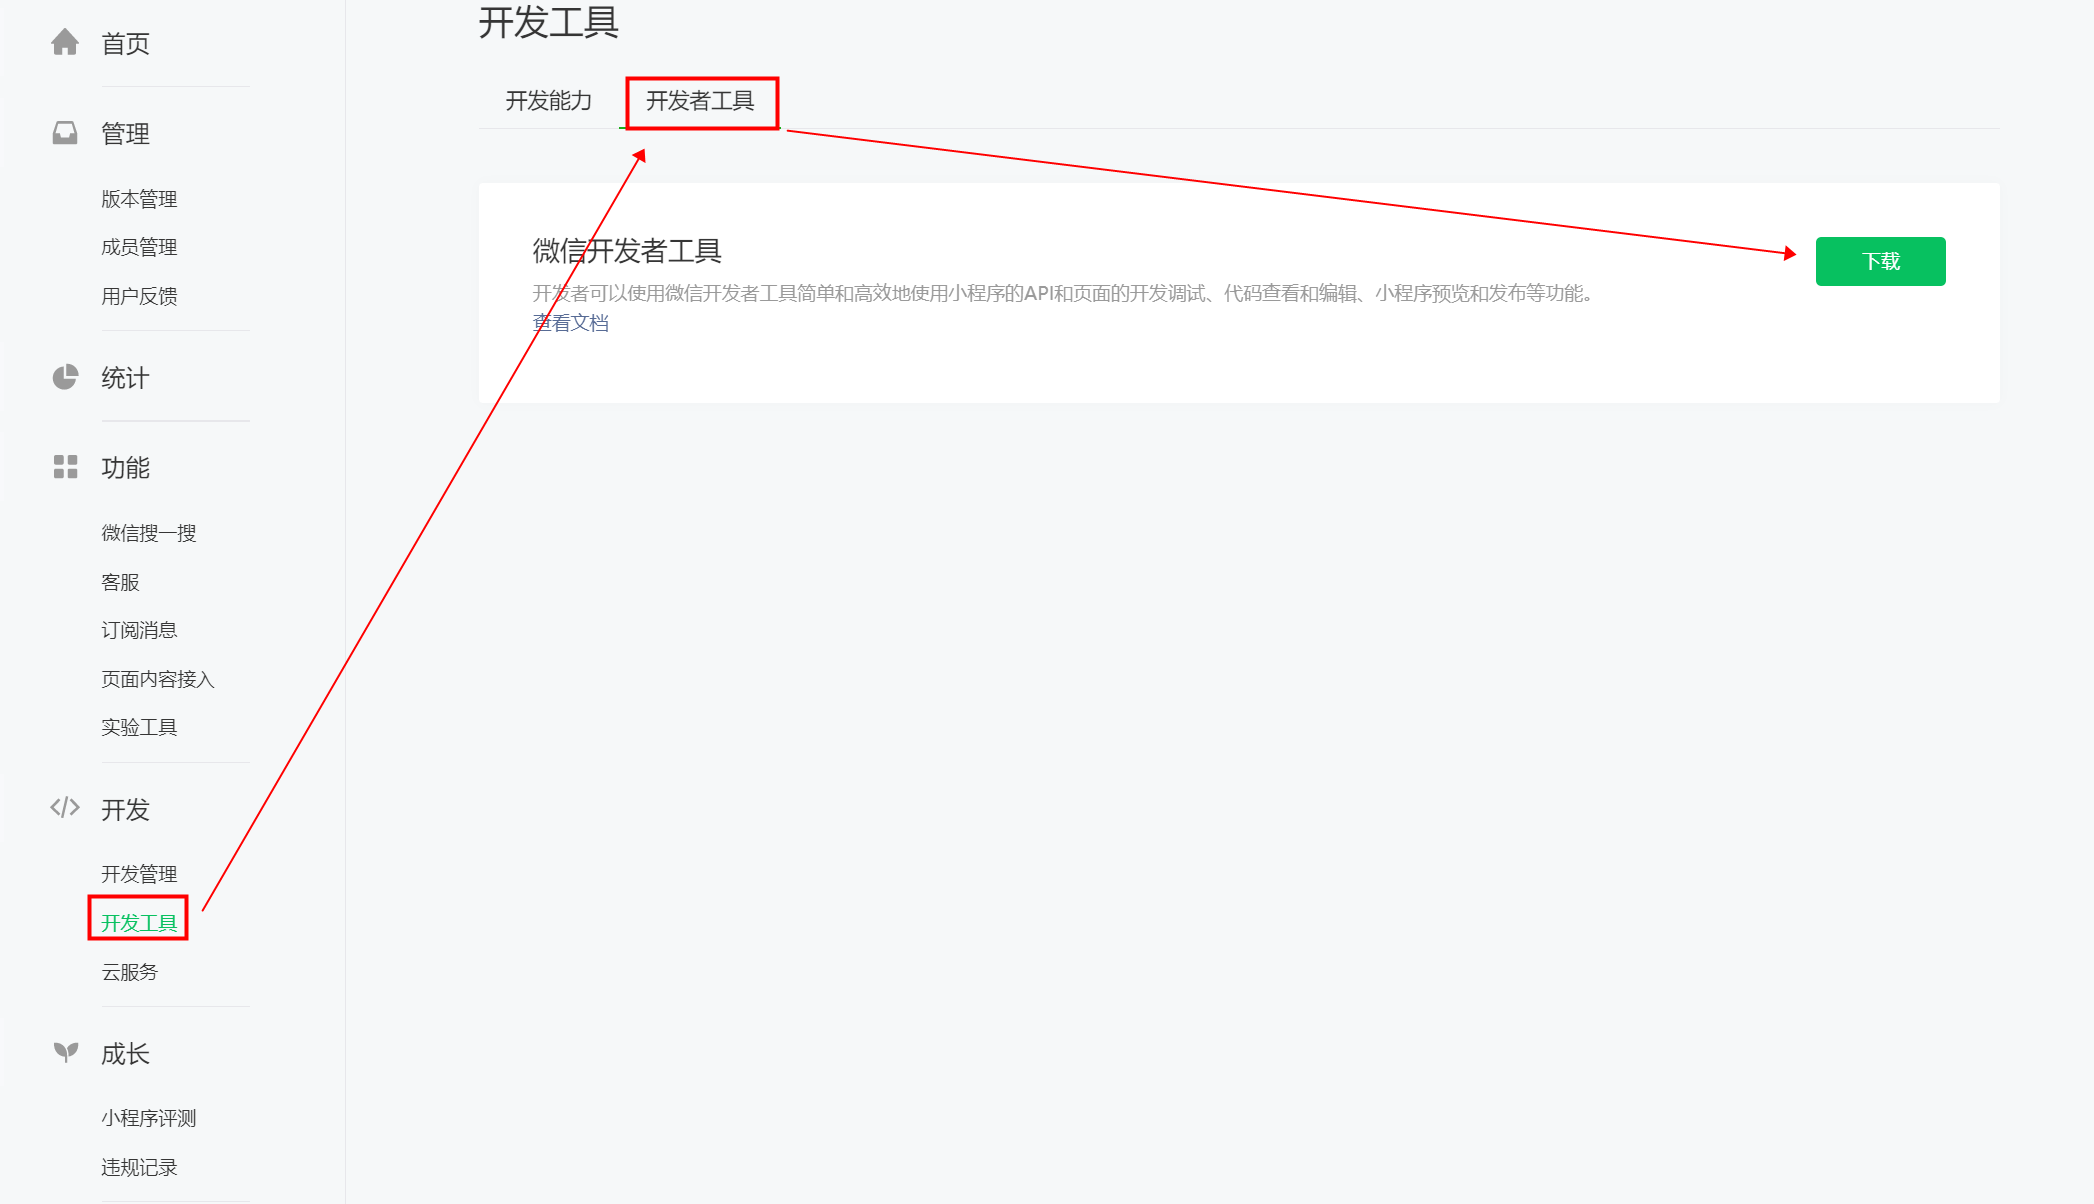 首页
管理
版本管理
成员管理
用户反馈
统计
功能
微信搜一搜
客服
订阅消息
页面内容接入
实验工具
开发
开发管理
开发工具
云服务
成长
小程序评测
违规记录
开发工具
开发能力
开发者工具
微信开发者工具
下载
开发者可以使用微信开发者工具简单和高效地使用小程序的API和页面的开发调试、代码查看和编辑、小程序预览和发布等功能。
查看文档